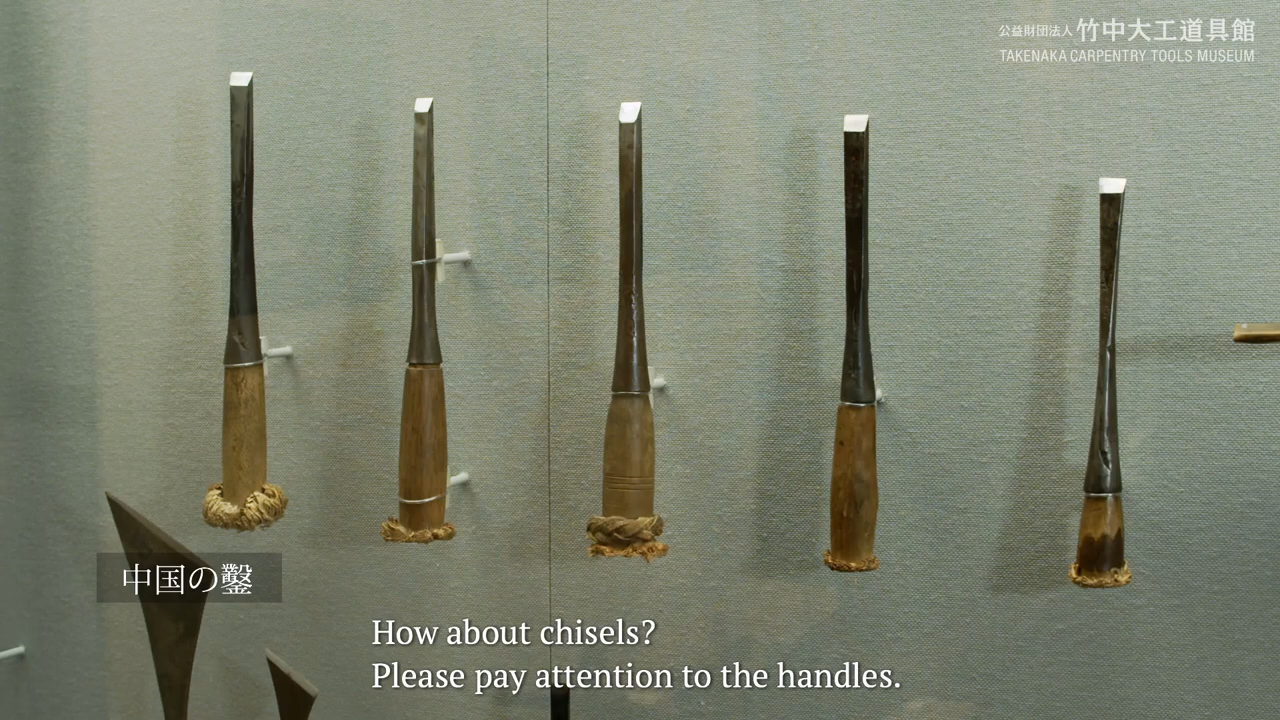 公益財団法人 竹中大工道具館
TAKENAKA CARPENTRY TOOLS MUSEUM
中国の鑿
How about chisels?
Please pay attention to the handles.